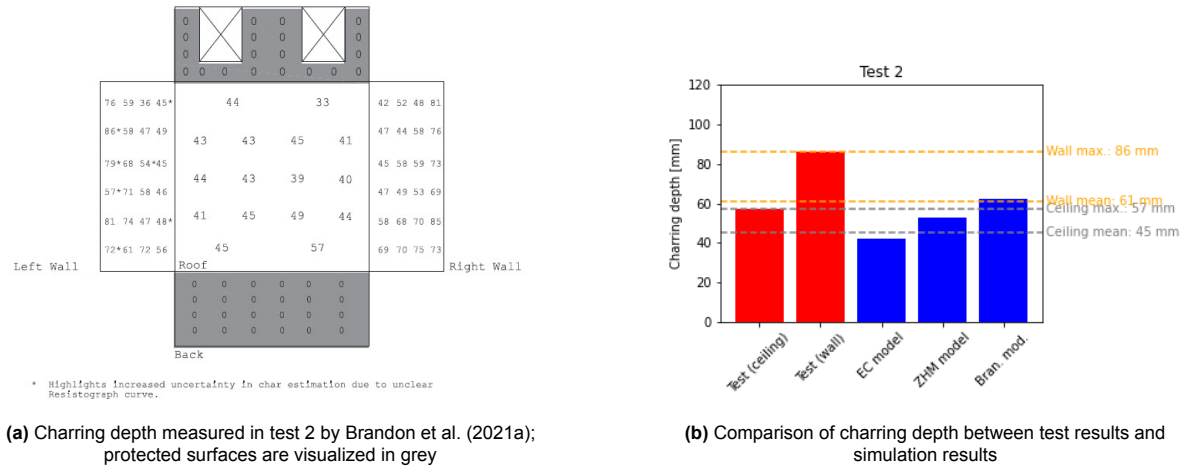 0 0 0 0
0 0 0 0
0 0 0 0
0 0 0 0 0 0 0
76 59 36 45* 44 33 42 52 48 81
86*58 47 49 43 43 45 41 47 44 58 76
79*68 54*45 45 58 59 73
57*71 58 46 44 43 39 40 47 49 53 69
81 74 47 48* 41 45 49 44 58 68 70 85
72*61 72 56 45 57 69 70 75 73
Left Wall Roof Right Wall
0 0 0 0 0 0
0 0 0 0 0 0
0 0 0 0 0 0
0 0 0 0 0 0
Back
* Highlights increased uncertainty in char estimation due to unclear
Resistograph curve.
(a) Charring depth measured in test 2 by Brandon et al. (2021a);
protected surfaces are visualized in grey
Test 2
Charring depth [mm]
120
100
80
60
40
20
0
Wall max.: 86 mm
Wall mean: 61 mm
Ceiling max.: 57 mm
Ceiling mean: 45 mm
Test (ceiling)
Test (wall)
EC model
ZHM model
Bran. mod.
(b) Comparison of charring depth between test results and
simulation results